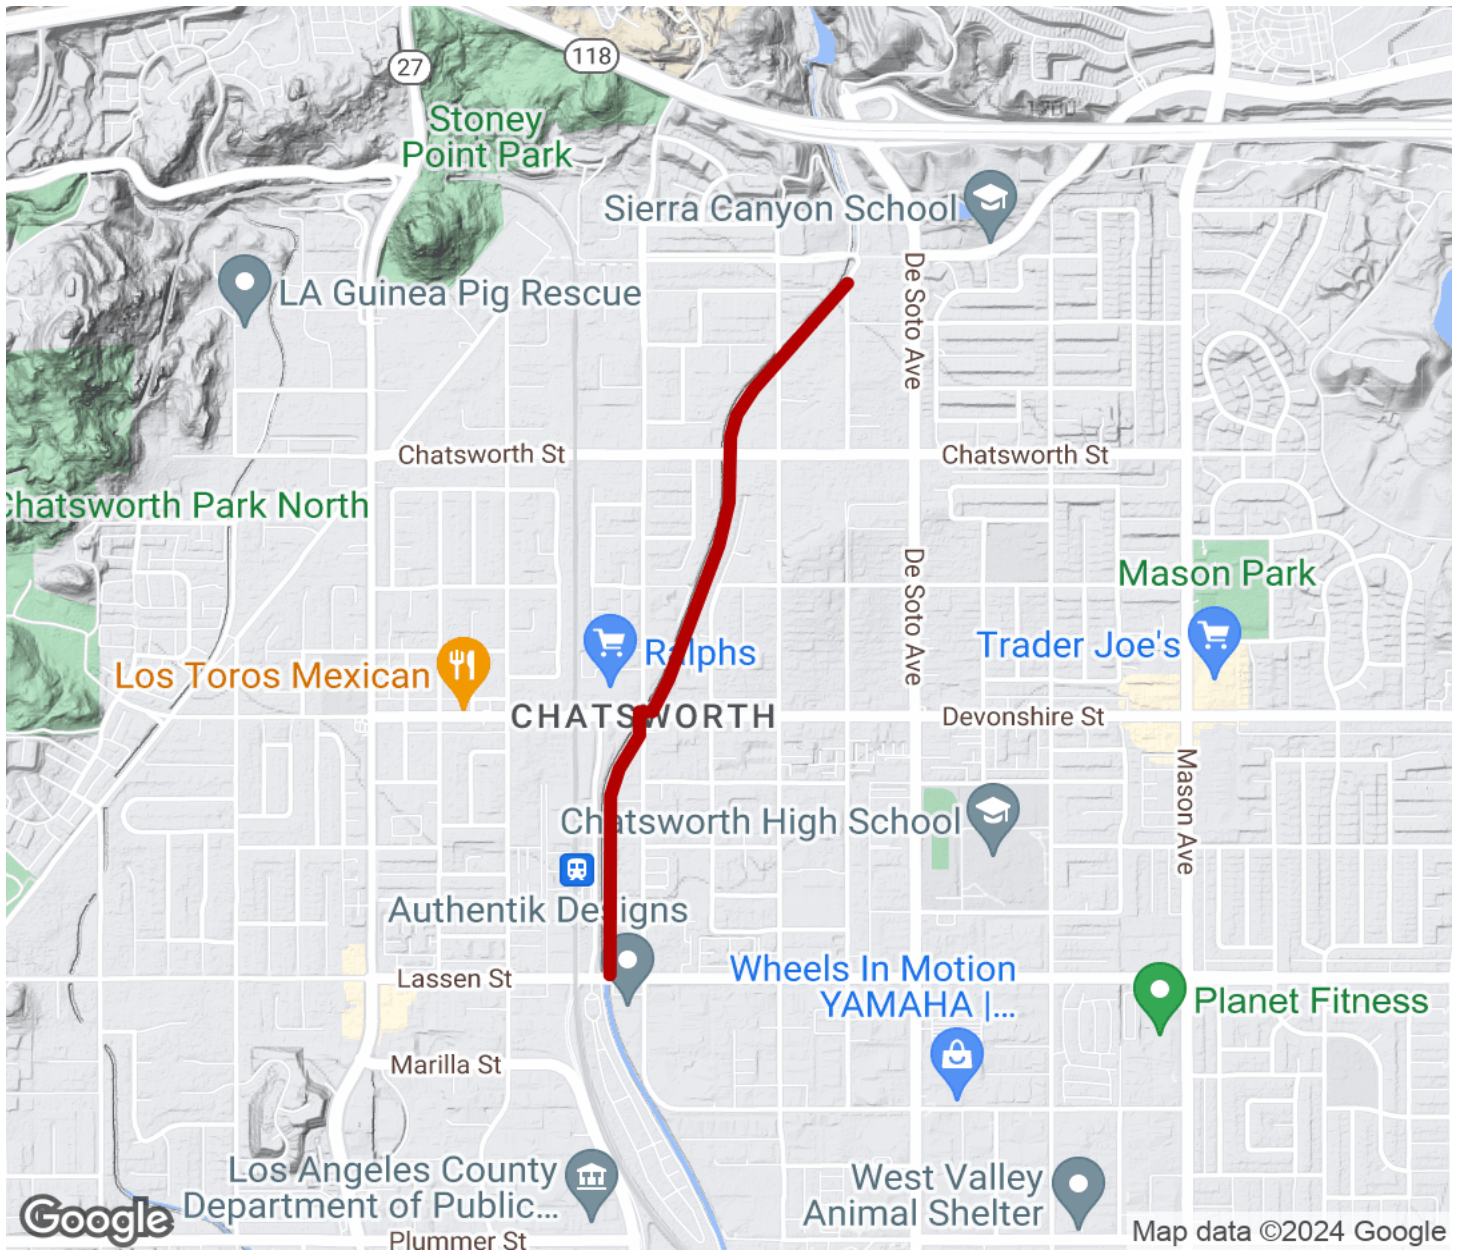 27
118
1700
Stoney
Point Park
Sierra Canyon School
De Soto Ave
LA Guinea Pig Rescue
Chatsworth St
Chatsworth St
Chatsworth Park North
De Soto Ave
Mason Park
Ralphs
Trader Joe's
Los Toros Mexican
CHATSWORTH
Devonshire St
Mason Ave
Chatsworth High School
Authentik Designs
Lassen St
Wheels In Motion
YAMAHA |...
Planet Fitness
Marilla St
Los Angeles County
Department of Public...
West Valley
Animal Shelter
Google
Plummer St
Map data ©2024 Google